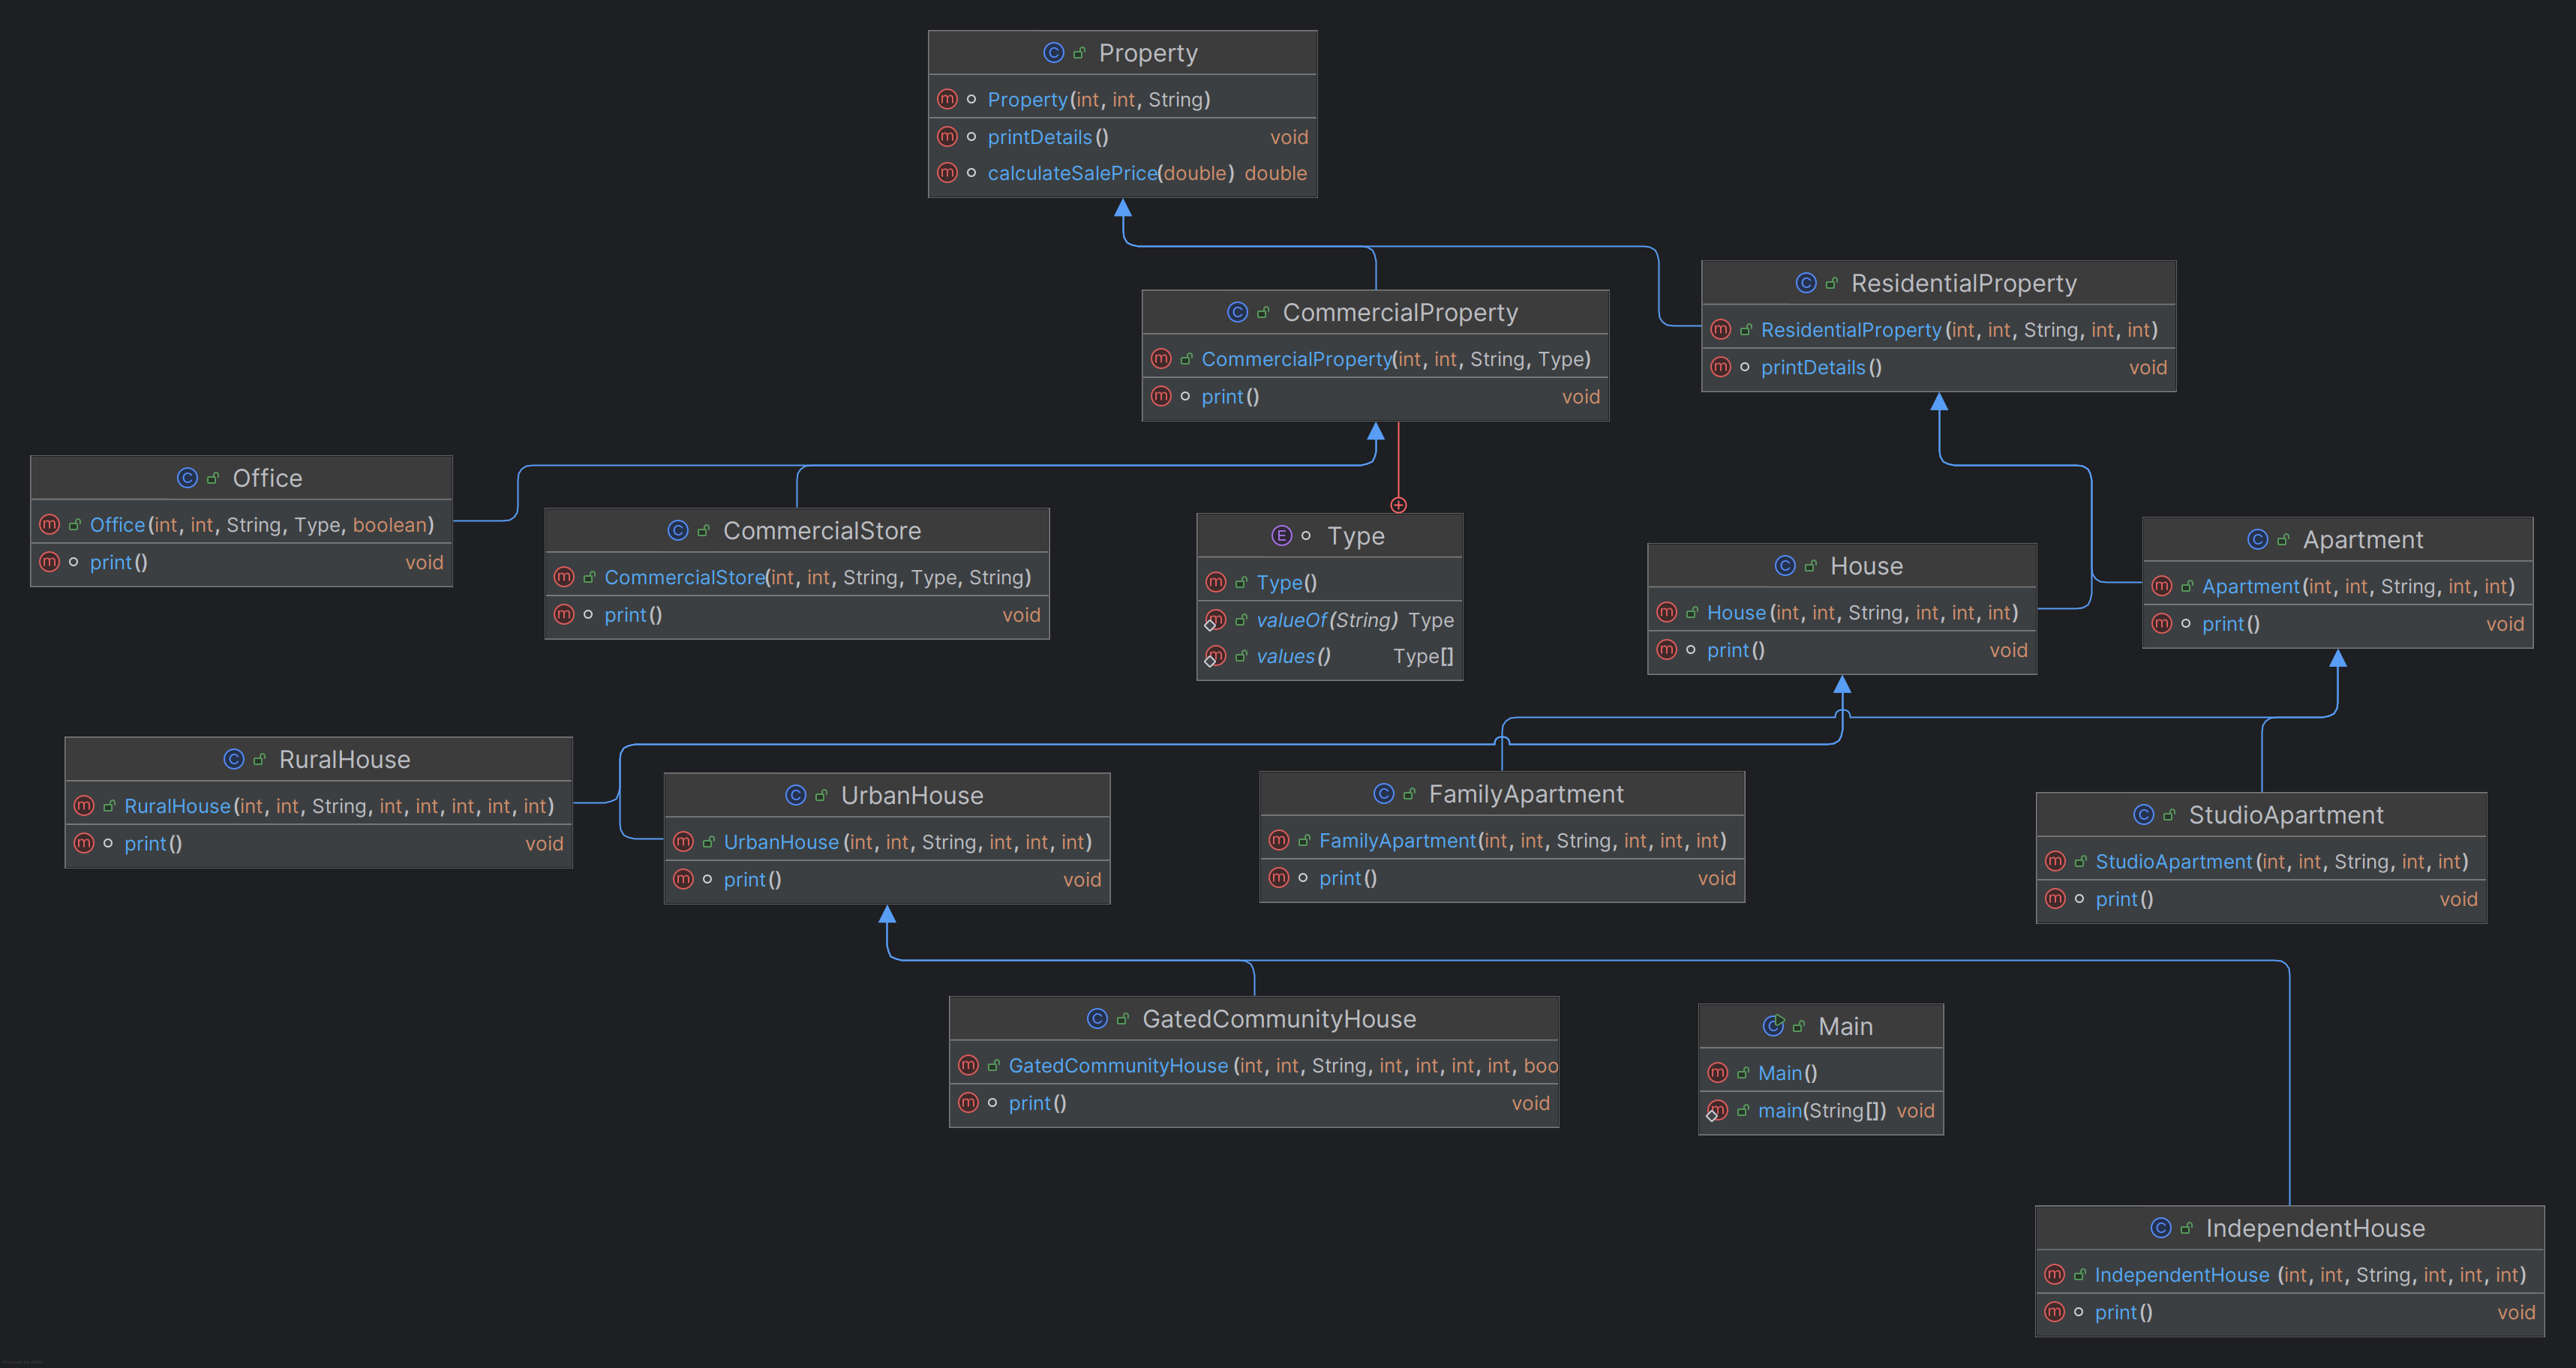 Property
Property(int, int, String)
printDetails() void
calculateSalePrice(double) double
CommercialProperty
CommercialProperty(int, int, String, Type)
print() void
ResidentialProperty
ResidentialProperty(int, int, String, int, int)
printDetails() void
Office
Office(int, int, String, Type, boolean)
print() void
CommercialStore
CommercialStore(int, int, String, Type, String)
print() void
Type
Type()
valueOf(String) Type
values() Type[]
House
House(int, int, String, int, int, int)
print() void
Apartment
Apartment(int, int, String, int, int)
print() void
RuralHouse
RuralHouse(int, int, String, int, int, int, int, int)
print() void
UrbanHouse
UrbanHouse(int, int, String, int, int, int)
print() void
FamilyApartment
FamilyApartment(int, int, String, int, int, int)
print() void
StudioApartment
StudioApartment(int, int, String, int, int)
print() void
GatedCommunityHouse
GatedCommunityHouse(int, int, String, int, int, int, int, boo
print() void
Main
Main()
main(String[]) void
IndependentHouse
IndependentHouse(int, int, String, int, int, int)
print() void